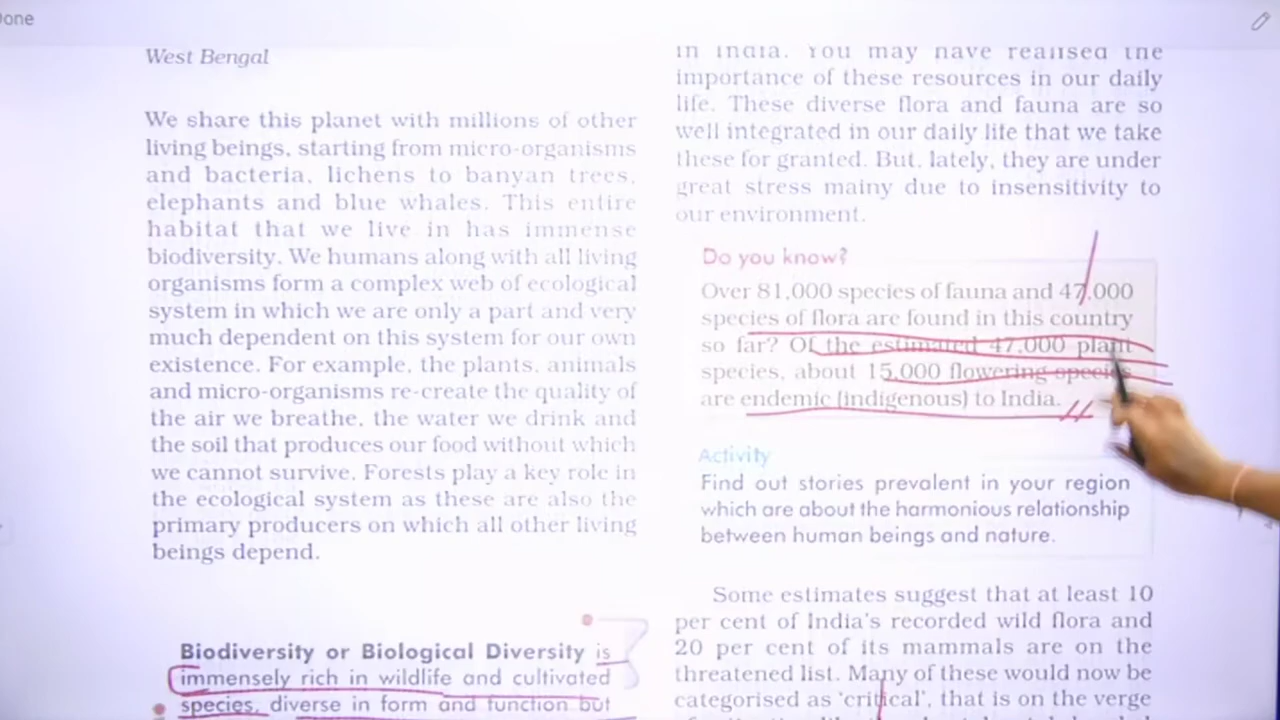 one
West Bengal
We share this planet with millions of other
living beings, starting from micro-organisms
and bacteria, lichens to banyan trees,
elephants and blue whales. This entire
habitat that we live in has immense
biodiversity. We humans along with all living
organisms form a complex web of ecological
system in which we are only a part and very
much dependent on this system for our own
existence. For example, the plants, animals
and micro-organisms re-create the quality of
the air we breathe, the water we drink and
the soil that produces our food without which
we cannot survive. Forests play a key role in
the ecological system as these are also the
primary producers on which all other living
beings depend.
Biodiversity or Biological Diversity is
immensely rich in wildlife and cultivated
species, diverse in form and function but
in India. You may have realised the
importance of these resources in our daily
life. These diverse flora and fauna are so
well integrated in our daily life that we take
these for granted. But, lately, they are under
great stress mainy due to insensitivity to
our environment.
Do you know?
Over 81,000 species of fauna and 47,000
species of flora are found in this country
so far? Of the estimated 47,000 plant
species, about 15,000 flowering species
are endemic (indigenous) to India.
Activity
Find out stories prevalent in your region
which are about the harmonious relationship
between human beings and nature.
Some estimates suggest that at least 10
per cent of India's recorded wild flora and
20 per cent of its mammals are on the
threatened list. Many of these would now be
categorised as 'critical', that is on the verge